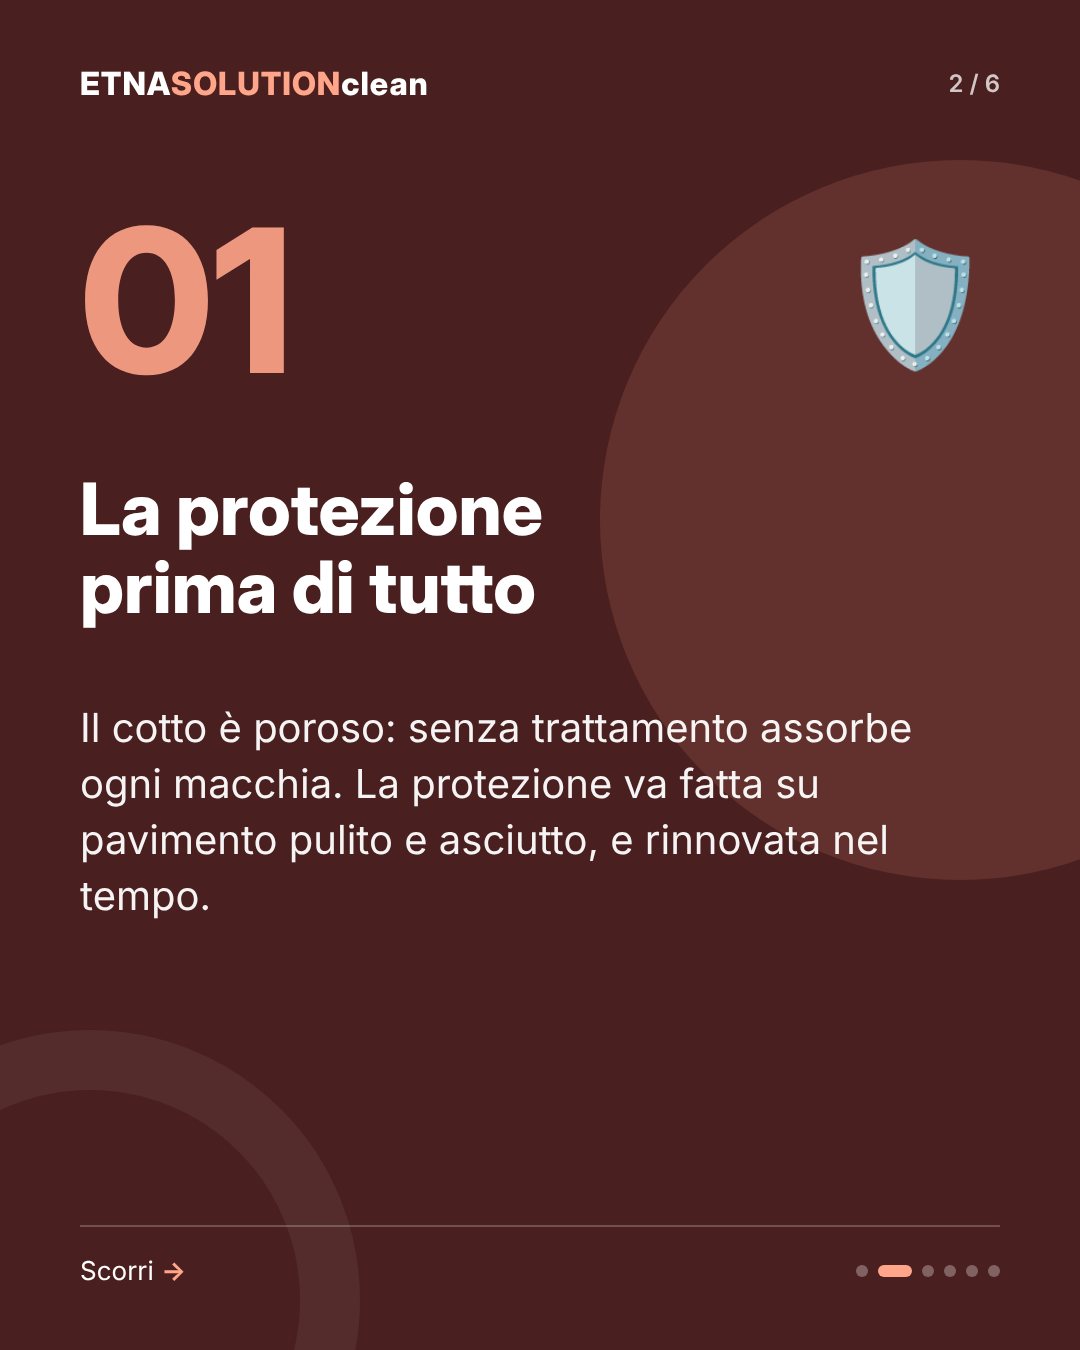 ETNASOLUTIONclean
2 / 6
01
La protezione
prima di tutto
Il cotto è poroso: senza trattamento assorbe
ogni macchia. La protezione va fatta su
pavimento pulito e asciutto, e rinnovata nel
tempo.
Scorri →